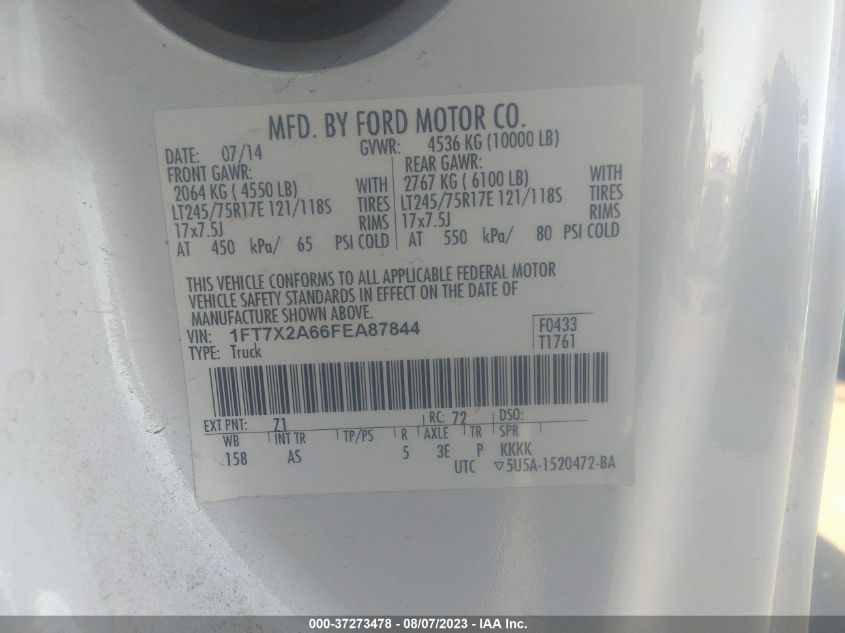 MFD. BY FORD MOTOR CO.
DATE: 07/14 GVWR: 4536 KG (10000 LB)
FRONT GAWR: REAR GAWR:
2064 KG ( 4550 LB) WITH 2767 KG ( 6100 LB) WITH
LT245/75R17E 121/118S TIRES LT245/75R17E 121/118S TIRES
17x7.5J RIMS 17x7.5J RIMS
AT 450 kPa/ 65 PSI COLD AT 550 kPa/ 80 PSI COLD
THIS VEHICLE CONFORMS TO ALL APPLICABLE FEDERAL MOTOR
VEHICLE SAFETY STANDARDS IN EFFECT ON THE DATE OF
MANUFACTURE SHOWN ABOVE.
VIN: 1FT7X2A66FEA87844 F0433
TYPE: Truck T1761
EXT PNT: Z1 RC: 72 DSO:
WB INT TR TP/PS R AXLE TR SPR
158 AS 5 3E P KKKK
UTC ▽5U5A-1520472-BA
000-37273478 - 08/07/2023 - IAA Inc.